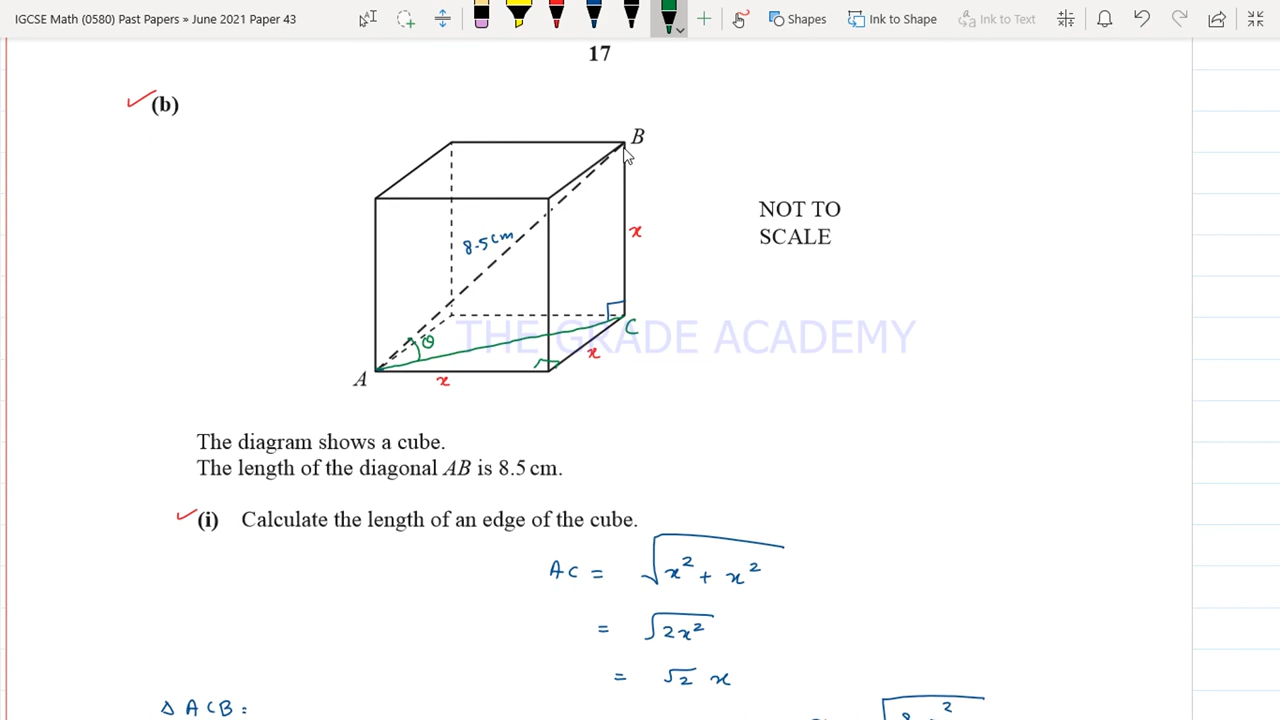 IGCSE Math (0580) Past Papers » June 2021 Paper 43
Shapes
Ink to Shape
Ink to Text
17
(b)
B
8.5 cm
x
NOT TO
SCALE
θ
C
THE GRADE ACADEMY
x
A
x
The diagram shows a cube.
The length of the diagonal AB is 8.5 cm.
(i) Calculate the length of an edge of the cube.
AC = √(x² + x²)
= √(2x²)
= √2 x
Δ ACB: